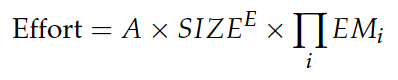 Effort = A × SIZE^E × ∏_i EM_i